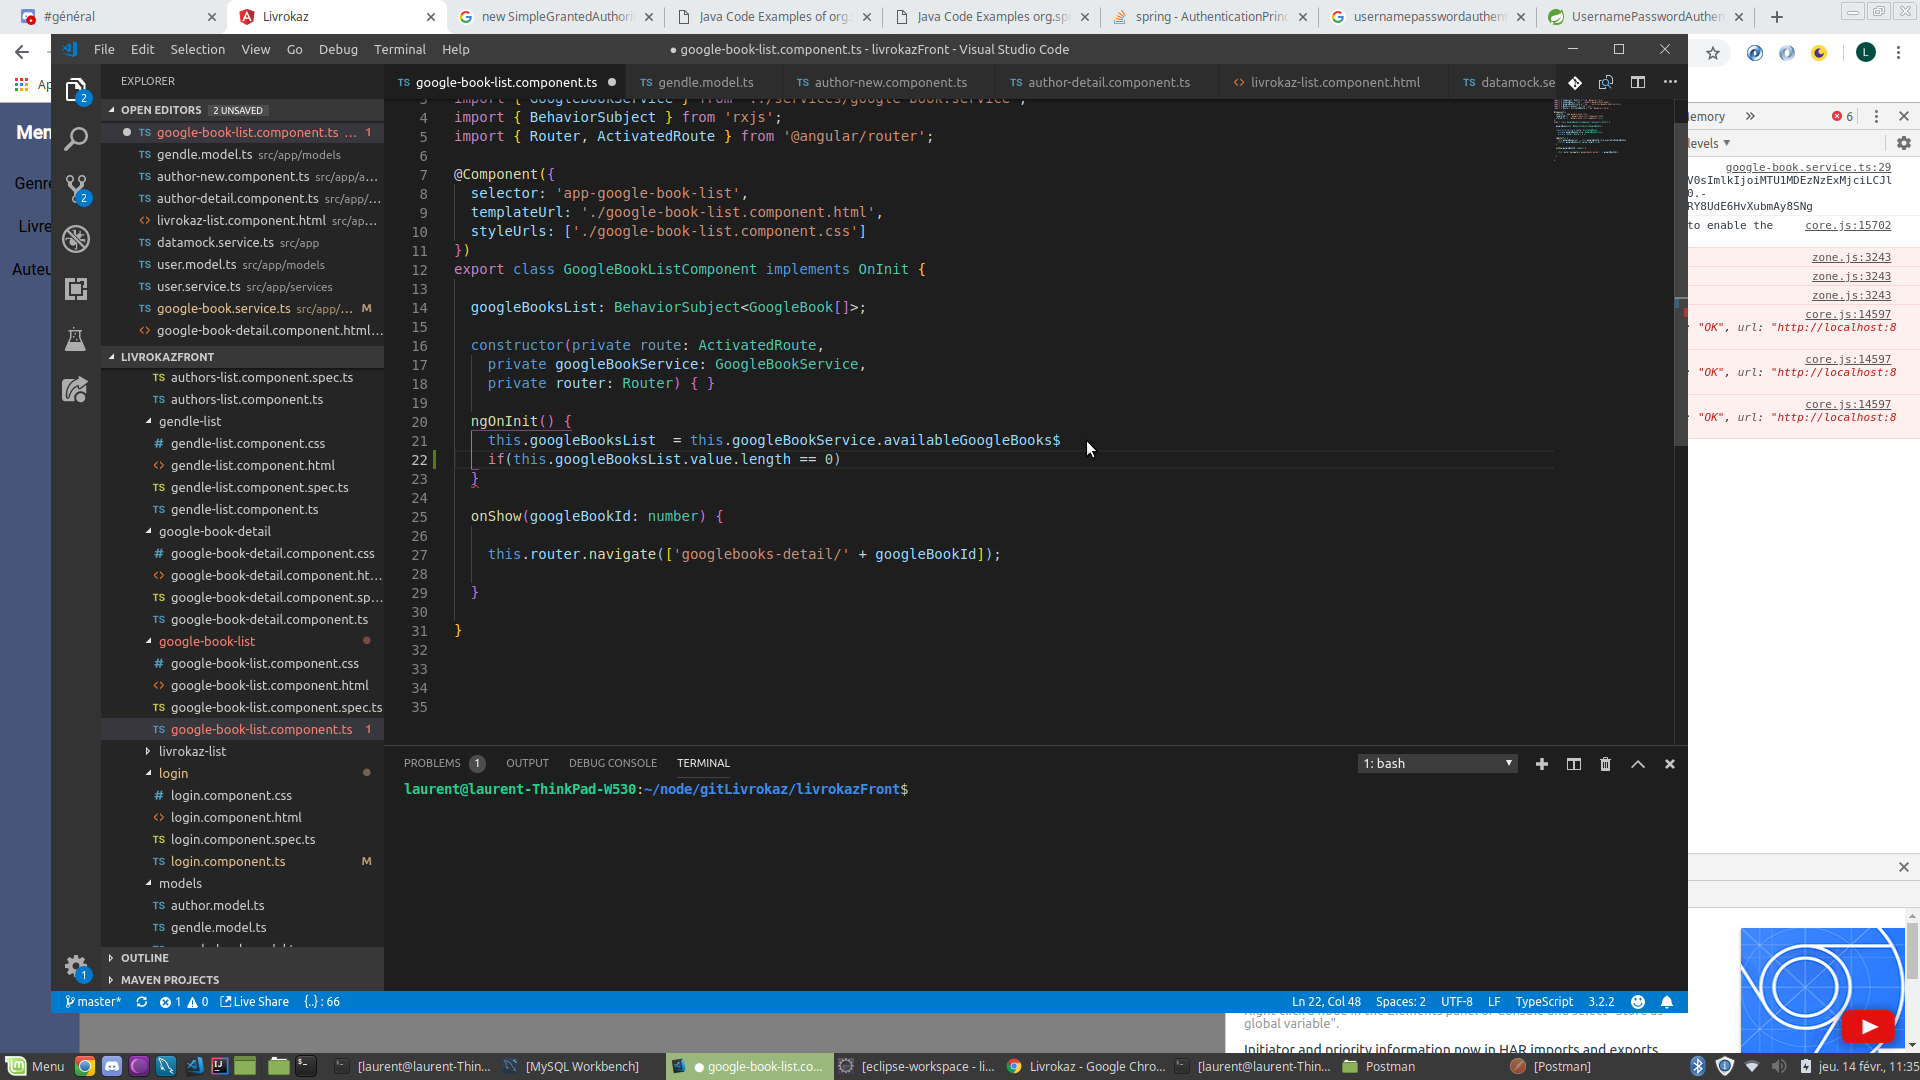 #général
Livrokaz
new SimpleGrantedAuthori
Java Code Examples of org.
Java Code Examples org.sp
spring - AuthenticationPrin
usernamepasswordauthent
UsernamePasswordAuthen
File Edit Selection View Go Debug Terminal Help
● google-book-list.component.ts - livrokazFront - Visual Studio Code
L
Ap
EXPLORER
OPEN EDITORS 2 UNSAVED
google-book-list.component.ts ... 1
TS gendle.model.ts src/app/models
TS author-new.component.ts src/app/a...
TS author-detail.component.ts src/app/...
<> livrokaz-list.component.html src/ap...
TS datamock.service.ts src/app
TS user.model.ts src/app/models
TS user.service.ts src/app/services
TS google-book.service.ts src/app/... M
<> google-book-detail.component.html...
LIVROKAZFRONT
TS authors-list.component.spec.ts
TS authors-list.component.ts
gendle-list
# gendle-list.component.css
<> gendle-list.component.html
TS gendle-list.component.spec.ts
TS gendle-list.component.ts
google-book-detail
# google-book-detail.component.css
<> google-book-detail.component.ht...
TS google-book-detail.component.sp...
TS google-book-detail.component.ts
google-book-list
# google-book-list.component.css
<> google-book-list.component.html
TS google-book-list.component.spec.ts
TS google-book-list.component.ts 1
livrokaz-list
login
# login.component.css
<> login.component.html
TS login.component.spec.ts
TS login.component.ts M
models
TS author.model.ts
TS gendle.model.ts
OUTLINE
MAVEN PROJECTS
Men
Genre
Livre
Auteu
2
2
1
TS google-book-list.component.ts ●
TS gendle.model.ts
TS author-new.component.ts
TS author-detail.component.ts
<> livrokaz-list.component.html
TS datamock.se
3 import { GoogleBookService } from '../services/google-book.service';
4 import { BehaviorSubject } from 'rxjs';
5 import { Router, ActivatedRoute } from '@angular/router';
6
7 @Component({
8 selector: 'app-google-book-list',
9 templateUrl: './google-book-list.component.html',
10 styleUrls: ['./google-book-list.component.css']
11 })
12 export class GoogleBookListComponent implements OnInit {
13
14 googleBooksList: BehaviorSubject<GoogleBook[]>;
15
16 constructor(private route: ActivatedRoute,
17 private googleBookService: GoogleBookService,
18 private router: Router) { }
19
20 ngOnInit() {
21 this.googleBooksList  = this.googleBookService.availableGoogleBooks$
22 if(this.googleBooksList.value.length == 0)
23 }
24
25 onShow(googleBookId: number) {
26
27 this.router.navigate(['googlebooks-detail/' + googleBookId]);
28
29 }
30
31 }
32
33
34
35
PROBLEMS 1 OUTPUT DEBUG CONSOLE TERMINAL
1: bash
laurent@laurent-ThinkPad-W530:~/node/gitLivrokaz/livrokazFront$
master* 1 0 Live Share {..} : 66
Ln 22, Col 48 Spaces: 2 UTF-8 LF TypeScript 3.2.2
emory » 6
levels
google-book.service.ts:29
V0sImlkIjoiMTU1MDEzNzExMjciLCJl
0.-
RY8UdE6HvXubmAy8SNg
to enable the core.js:15702
zone.js:3243
zone.js:3243
zone.js:3243
core.js:14597
: "OK", url: "http://localhost:8
core.js:14597
: "OK", url: "http://localhost:8
core.js:14597
: "OK", url: "http://localhost:8
global variable".
Initiator and priority information now in HAR imports and exports
Menu
[laurent@laurent-Thin...
[MySQL Workbench]
● google-book-list.co...
[eclipse-workspace - li...
Livrokaz - Google Chro...
[laurent@laurent-Thin...
Postman
[Postman]
jeu. 14 févr., 11:35